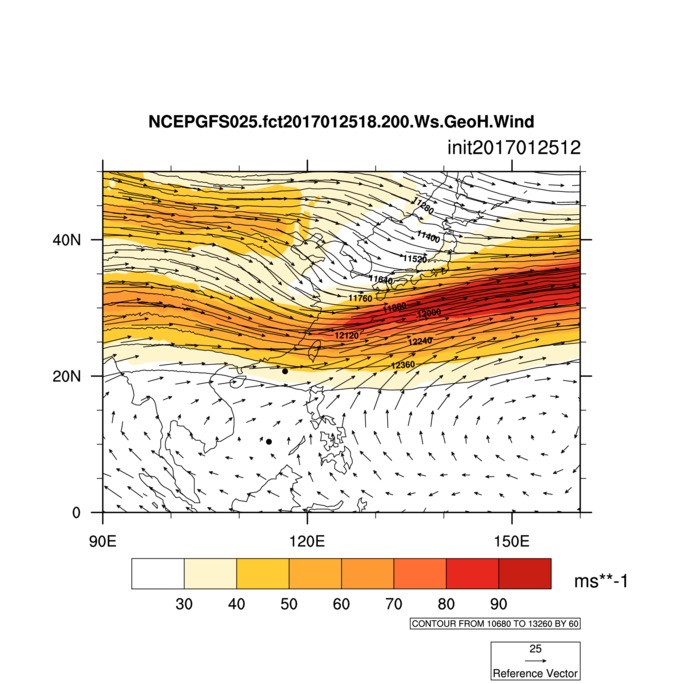 NCEPGFS025.fct2017012518.200.Ws.GeoH.Wind
init2017012512
11280
11400
11520
11640
11760
11880
12000
12120
12240
12360
40N
20N
0
90E 120E 150E
30 40 50 60 70 80 90
ms**-1
CONTOUR FROM 10680 TO 13260 BY 60
25
Reference Vector